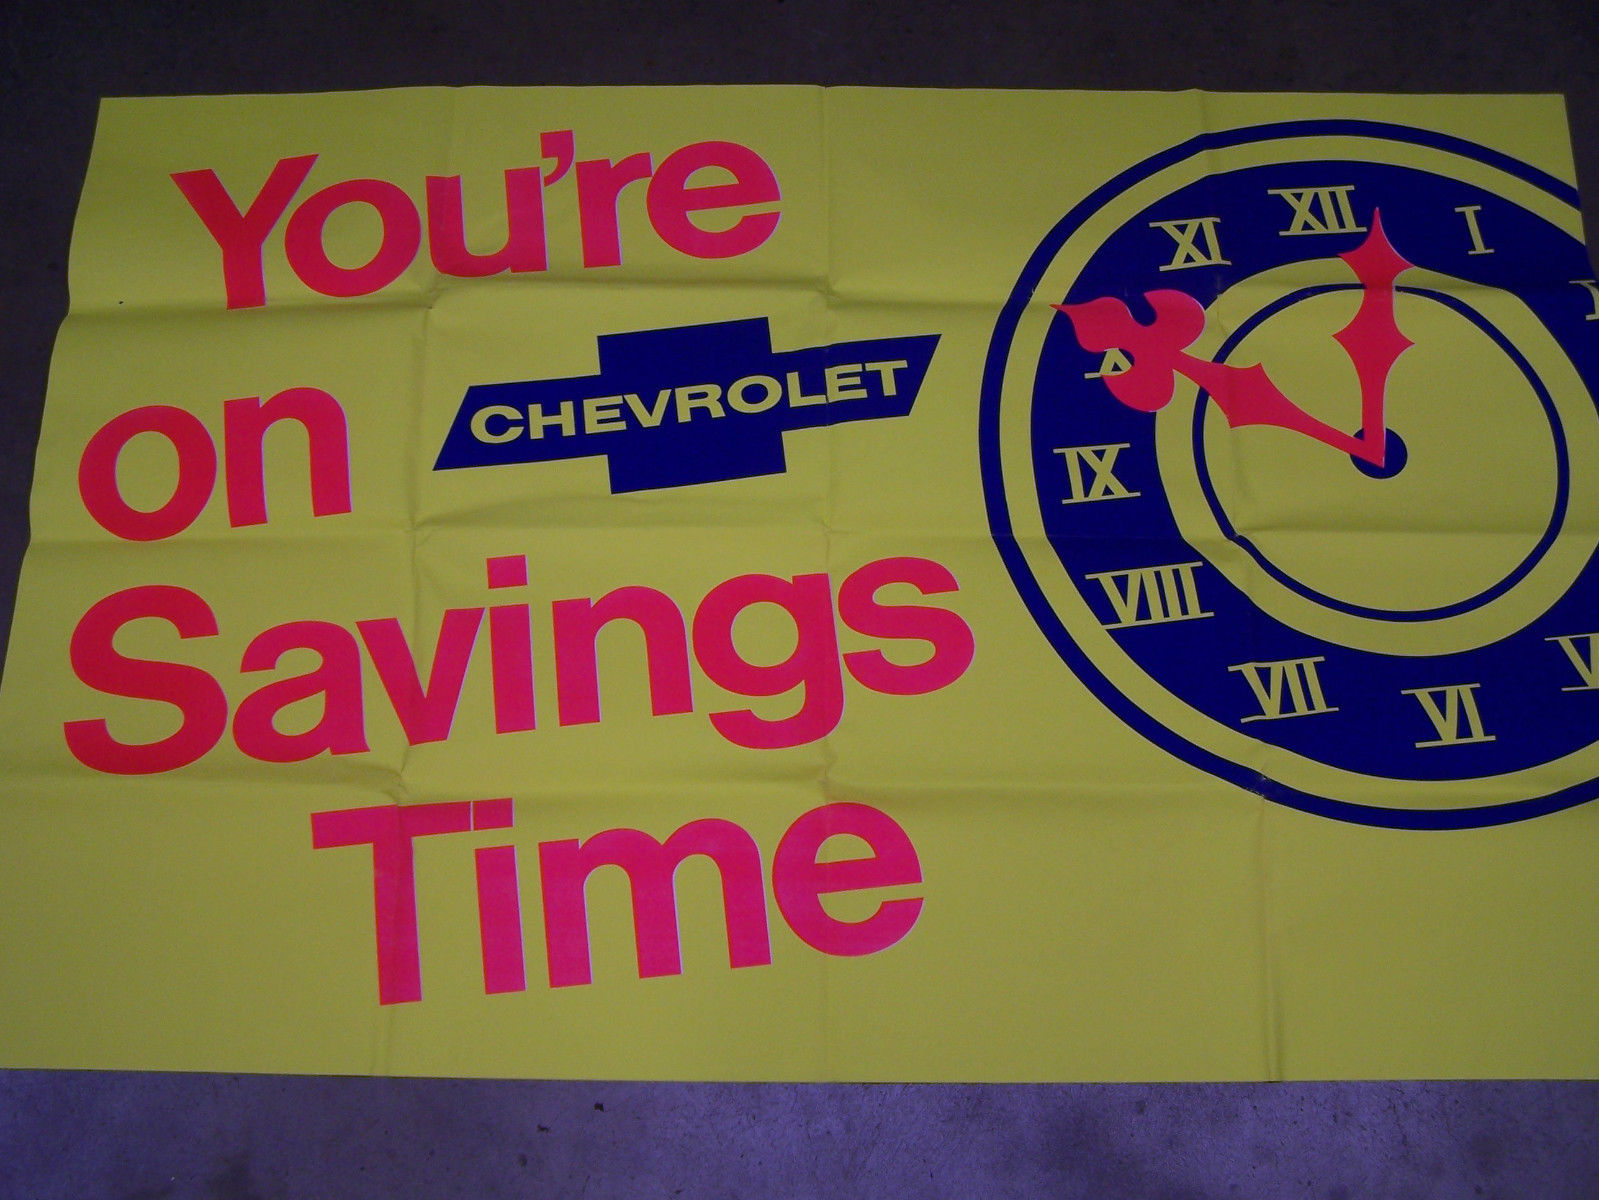 You're
on CHEVROLET
Savings
Time
XII
I
XI
IX
VIII
VII
VI